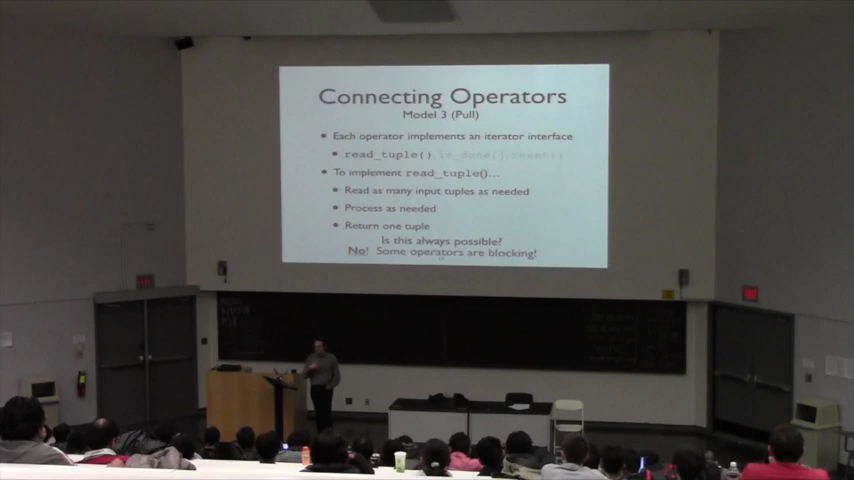 Connecting Operators
Model 3 (Pull)
• Each operator implements an iterator interface
• read_tuple(), is_done(), reset()
• To implement read_tuple()...
• Read as many input tuples as needed
• Process as needed
• Return one tuple
Is this always possible?
No! Some operators are blocking!